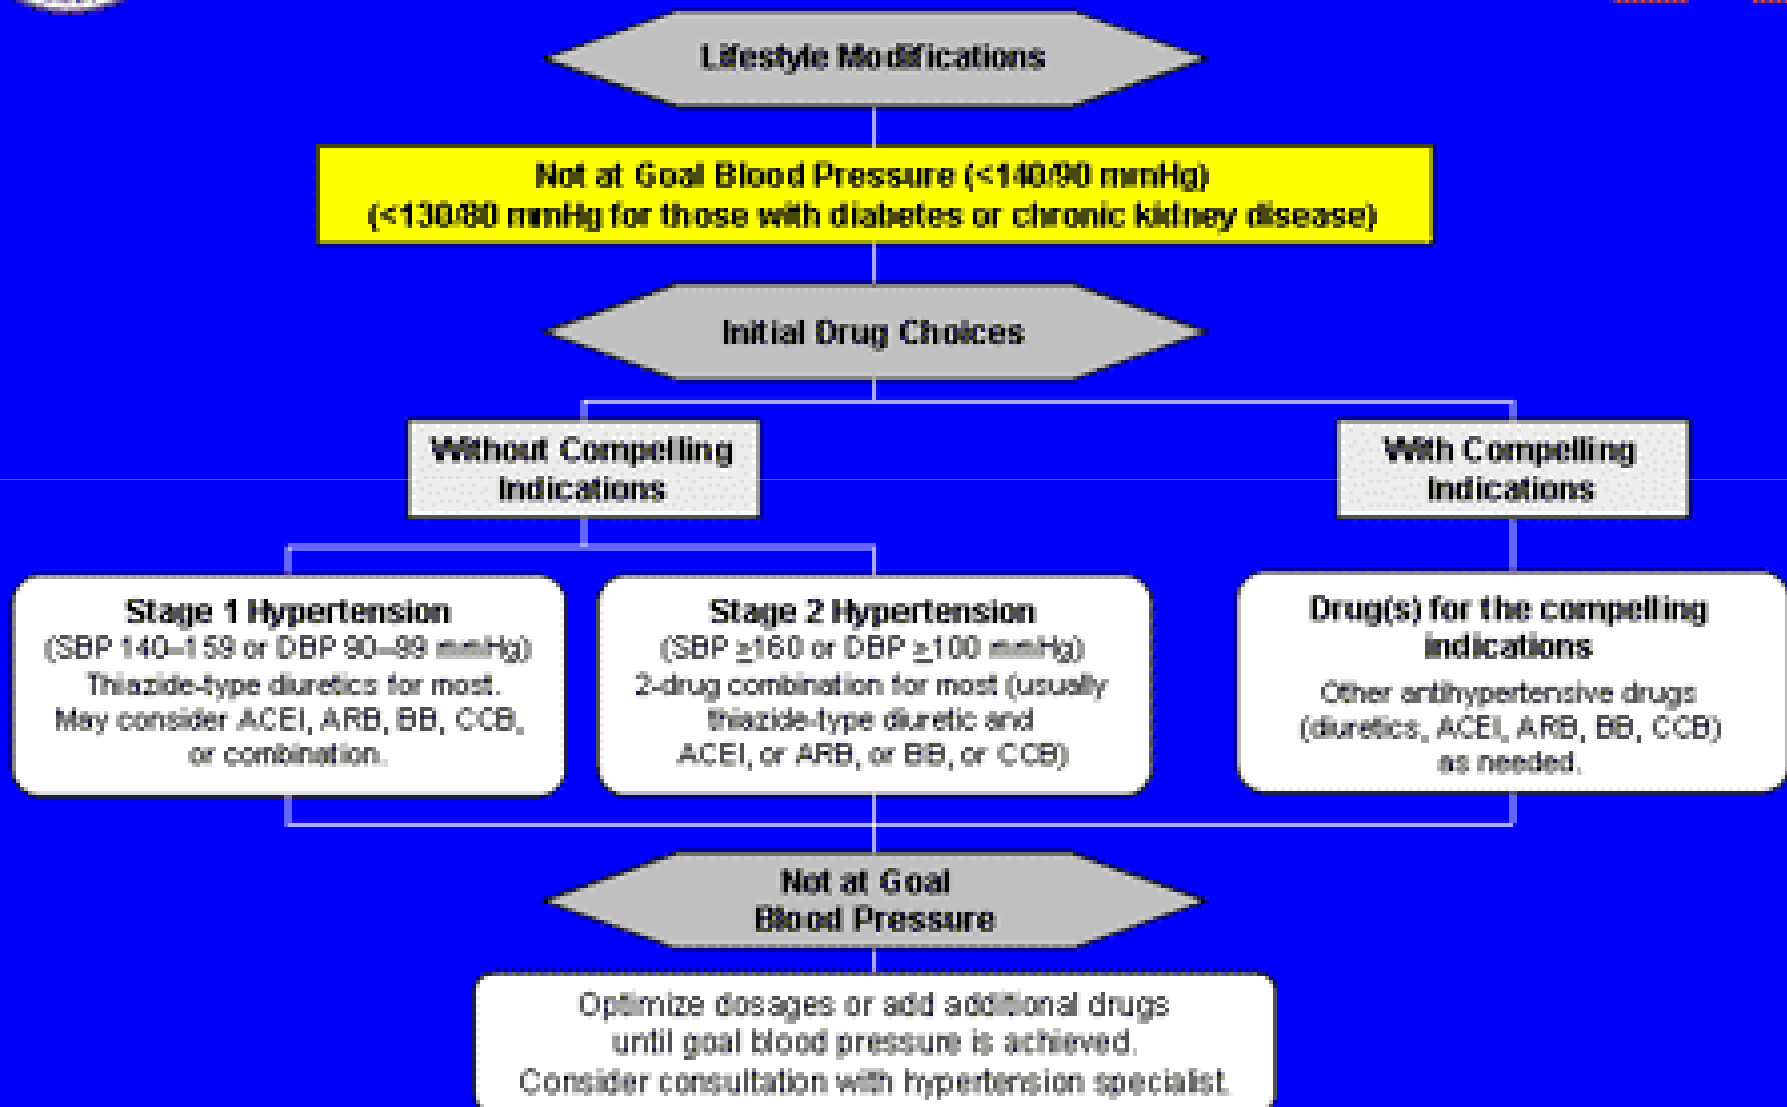 Lifestyle Modifications
Not at Goal Blood Pressure (<140/90 mmHg)
(<130/80 mmHg for those with diabetes or chronic kidney disease)
Initial Drug Choices
Without Compelling
Indications
With Compelling
Indications
Stage 1 Hypertension
(SBP 140–159 or DBP 90–99 mmHg)
Thiazide-type diuretics for most.
May consider ACEI, ARB, BB, CCB,
or combination.
Stage 2 Hypertension
(SBP ≥160 or DBP ≥100 mmHg)
2-drug combination for most (usually
thiazide-type diuretic and
ACEI, or ARB, or BB, or CCB)
Drug(s) for the compelling
indications
Other antihypertensive drugs
(diuretics, ACEI, ARB, BB, CCB)
as needed.
Not at Goal
Blood Pressure
Optimize dosages or add additional drugs
until goal blood pressure is achieved.
Consider consultation with hypertension specialist.